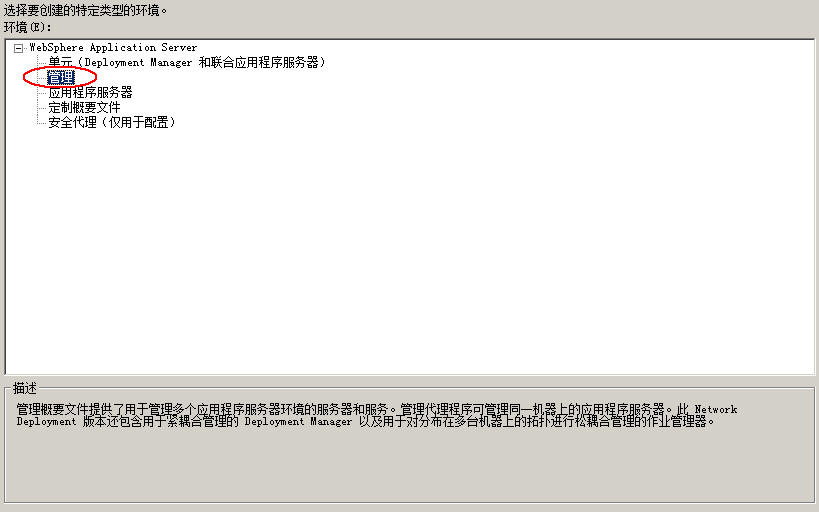 选择要创建的特定类型的环境。
环境(E):
WebSphere Application Server
单元（Deployment Manager 和联合应用程序服务器）
管理
应用程序服务器
定制概要文件
安全代理（仅用于配置）
描述
管理概要文件提供了用于管理多个应用程序服务器环境的服务器和服务。管理代理程序可管理同一机器上的应用程序服务器。此 Network
Deployment 版本还包含用于紧耦合管理的 Deployment Manager 以及用于对分布在多台机器上的拓扑进行松耦合管理的作业管理器。